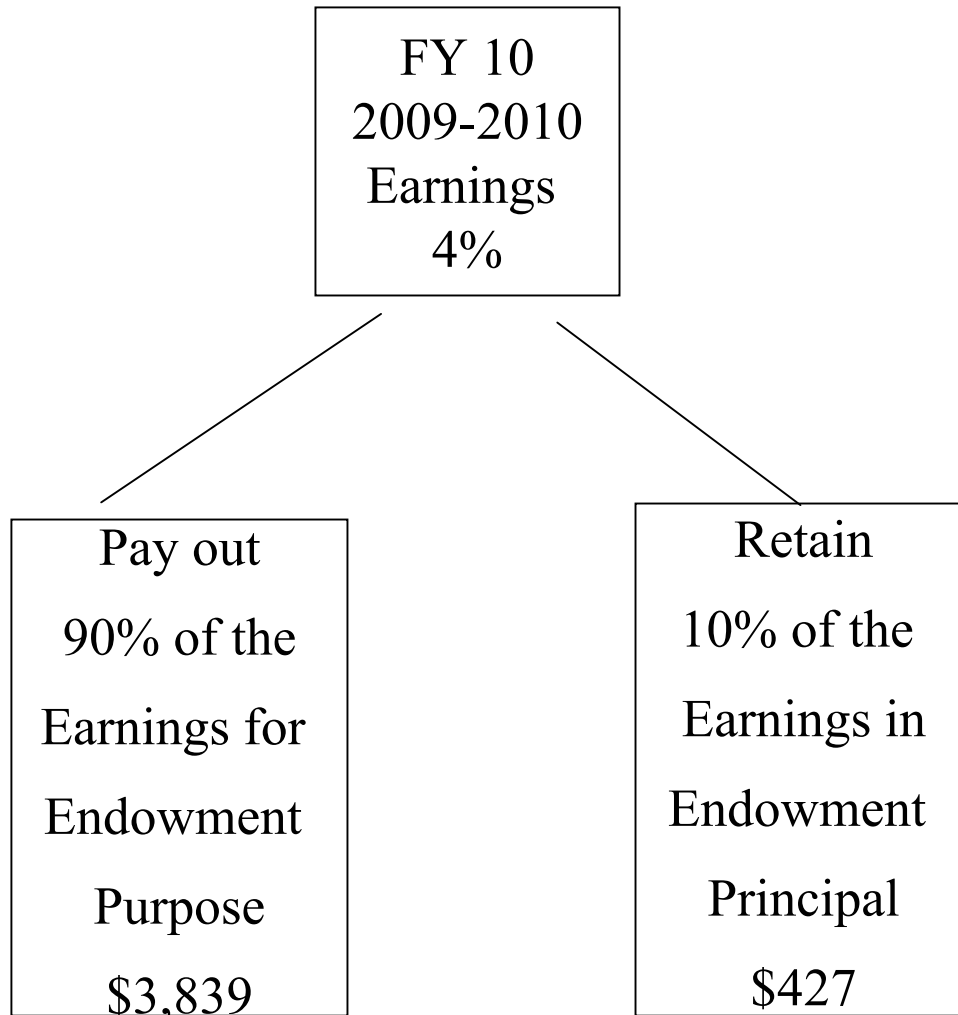 FY 10
2009-2010
Earnings
4%
Pay out
90% of the
Earnings for
Endowment
Purpose
$3,839
Retain
10% of the
Earnings in
Endowment
Principal
$427